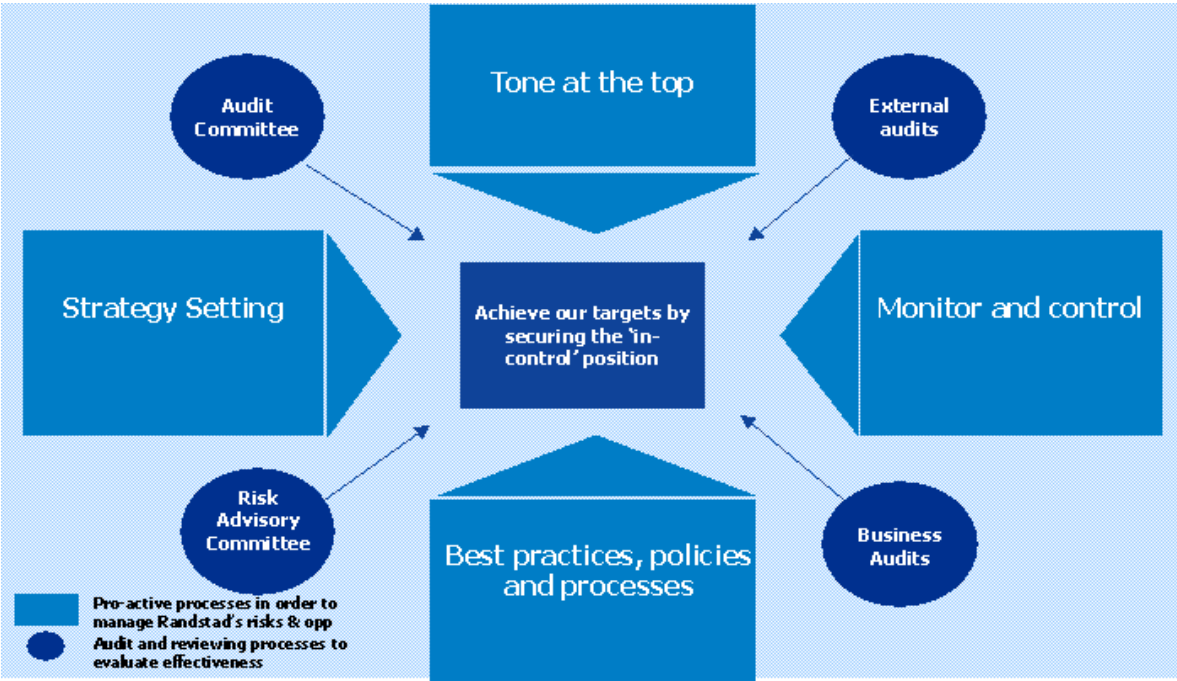 Tone at the top
Audit
Committee
External
audits
Strategy Setting
Achieve our targets by
securing the ‘in-
control’ position
Monitor and control
Risk
Advisory
Committee
Best practices, policies
and processes
Business
Audits
Pro-active processes in order to
manage Randstad’s risks & opp
Audit and reviewing processes to
evaluate effectiveness